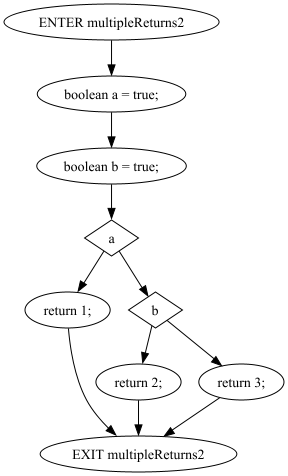 ENTER multipleReturns2
boolean a = true;
boolean b = true;
a
return 1;
b
return 2;
return 3;
EXIT multipleReturns2